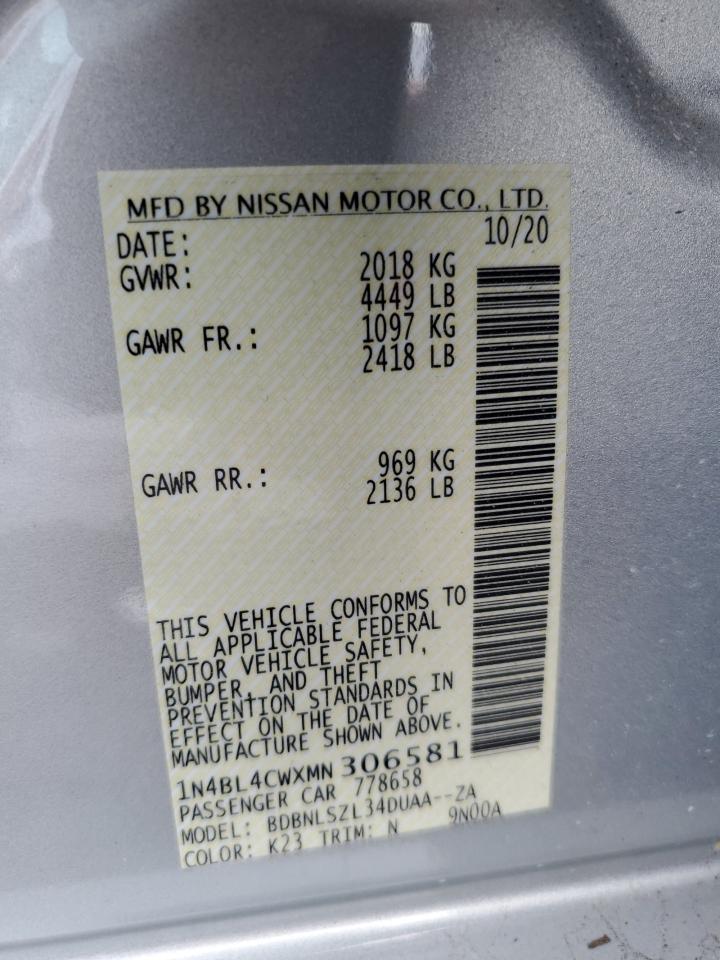 MFD BY NISSAN MOTOR CO., LTD.
DATE: 10/20
GVWR: 2018 KG
4449 LB
GAWR FR.: 1097 KG
2418 LB
GAWR RR.: 969 KG
2136 LB
THIS VEHICLE CONFORMS TO
ALL APPLICABLE FEDERAL
MOTOR VEHICLE SAFETY,
BUMPER, AND THEFT
PREVENTION STANDARDS IN
EFFECT ON THE DATE OF
MANUFACTURE SHOWN ABOVE.
1N4BL4CWXMN306581
PASSENGER CAR 778658
MODEL: BDBNLSZL34DUAA--ZA
COLOR: K23 TRIM: N 9N00A